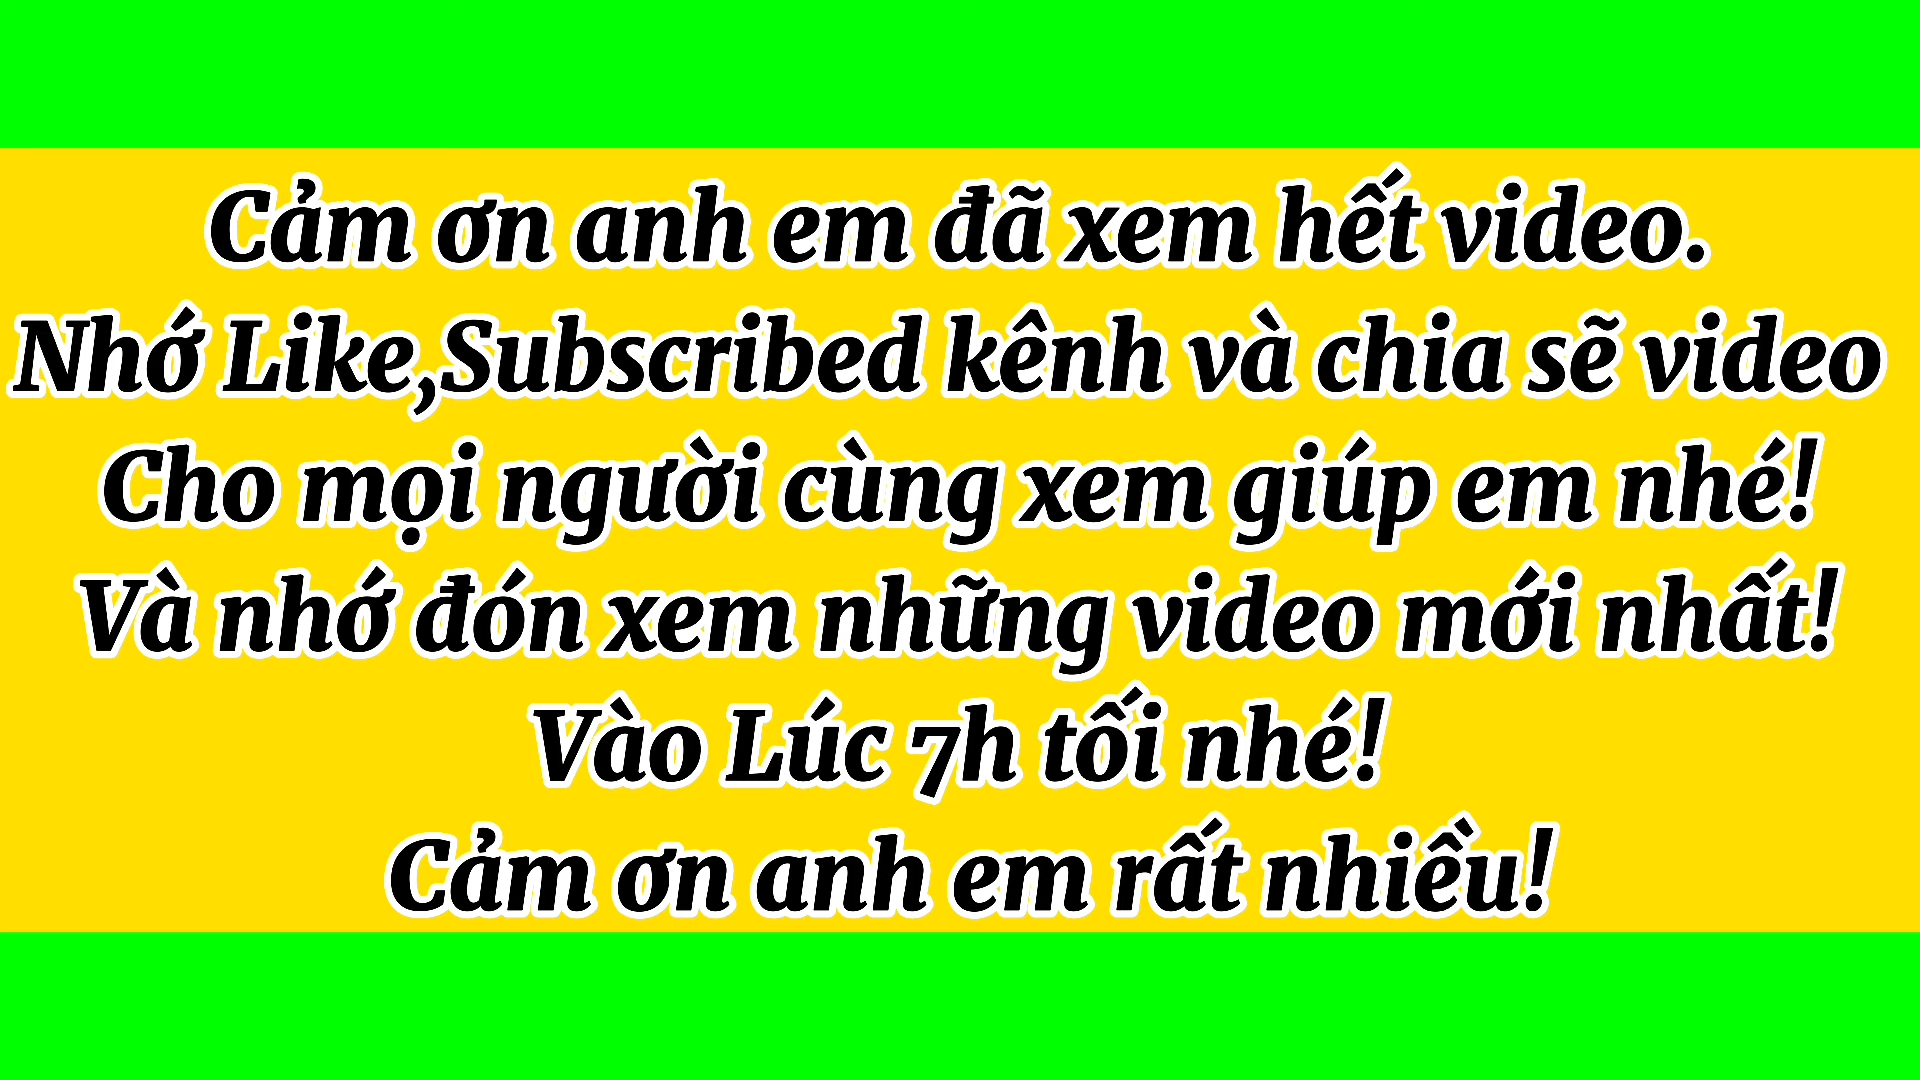 Cảm ơn anh em đã xem hết video.
Nhớ Like,Subscribed kênh và chia sẽ video
Cho mọi người cùng xem giúp em nhé!
Và nhớ đón xem những video mới nhất!
Vào Lúc 7h tối nhé!
Cảm ơn anh em rất nhiều!